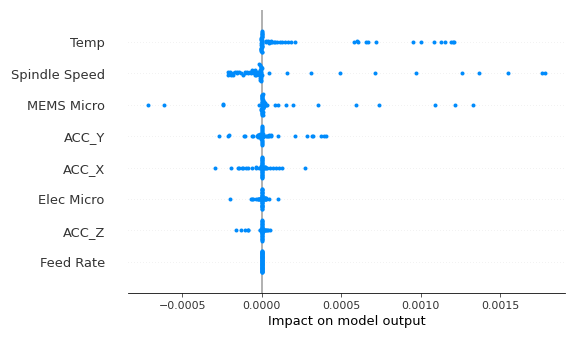 Temp
Spindle Speed
MEMS Micro
ACC_Y
ACC_X
Elec Micro
ACC_Z
Feed Rate
−0.0005 0.0000 0.0005 0.0010 0.0015
Impact on model output